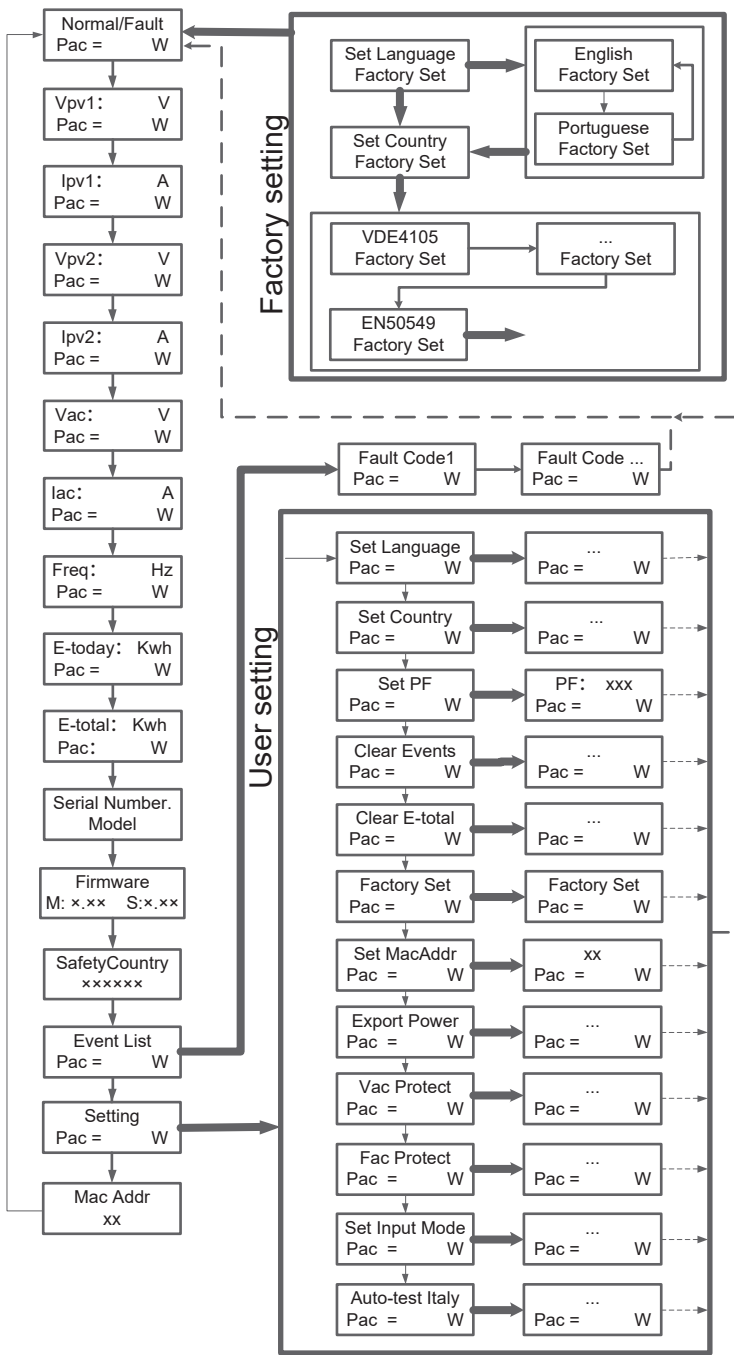 Normal/Fault
Pac = W
Vpv1： V
Pac = W
Ipv1： A
Pac = W
Vpv2： V
Pac = W
Ipv2： A
Pac = W
Vac： V
Pac = W
Iac： A
Pac = W
Freq： Hz
Pac = W
E-today： Kwh
Pac = W
E-total： Kwh
Pac： W
Serial Number.
Model
Firmware
M: ×.×× S:×.××
SafetyCountry
××××××
Event List
Pac = W
Setting
Pac = W
Mac Addr
xx
Factory setting
Set Language
Factory Set
English
Factory Set
Portuguese
Factory Set
Set Country
Factory Set
VDE4105
Factory Set
...
Factory Set
EN50549
Factory Set
Fault Code1
Pac = W
Fault Code ...
Pac = W
User setting
Set Language
Pac = W
...
Pac = W
Set Country
Pac = W
...
Pac = W
Set PF
Pac = W
PF： xxx
Pac = W
Clear Events
Pac = W
...
Pac = W
Clear E-total
Pac = W
...
Pac = W
Factory Set
Pac = W
Factory Set
Pac = W
Set MacAddr
Pac = W
xx
Pac = W
Export Power
Pac = W
...
Pac = W
Vac Protect
Pac = W
...
Pac = W
Fac Protect
Pac = W
...
Pac = W
Set Input Mode
Pac = W
...
Pac = W
Auto-test Italy
Pac = W
...
Pac = W